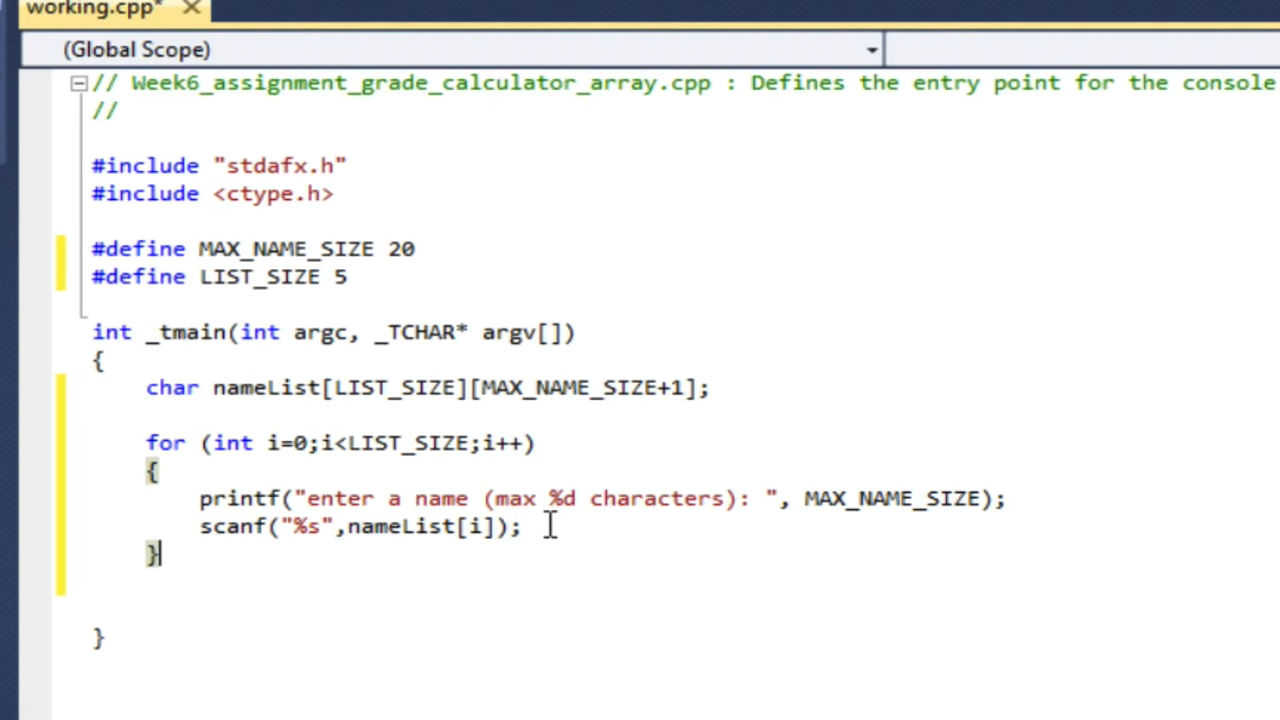 working.cpp*
(Global Scope)
// Week6_assignment_grade_calculator_array.cpp : Defines the entry point for the console
//
#include "stdafx.h"
#include <ctype.h>
#define MAX_NAME_SIZE 20
#define LIST_SIZE 5
int _tmain(int argc, _TCHAR* argv[])
{
char nameList[LIST_SIZE][MAX_NAME_SIZE+1];
for (int i=0;i<LIST_SIZE;i++)
{
printf("enter a name (max %d characters): ", MAX_NAME_SIZE);
scanf("%s",nameList[i]);
}
}